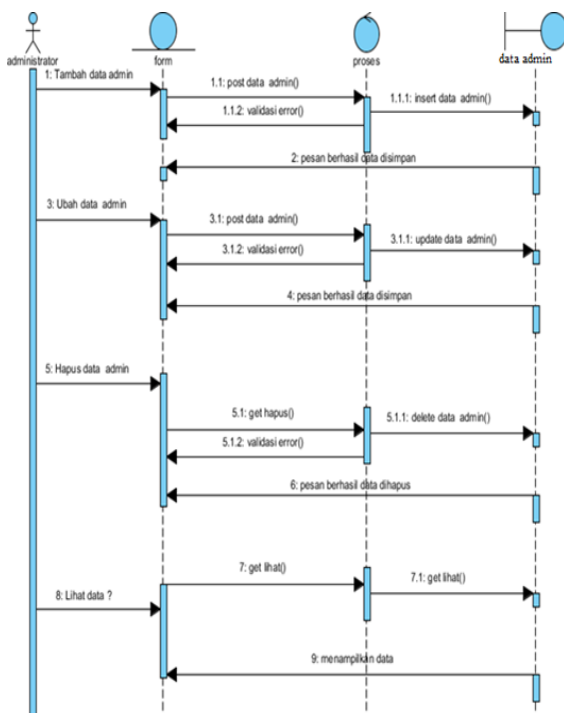 administrator
form
proses
data admin
1: Tambah data admin
1.1: post data admin()
1.1.1: insert data admin()
1.1.2: validasi error()
2: pesan berhasil data disimpan
3: Ubah data admin
3.1: post data admin()
3.1.1: update data admin()
3.1.2: validasi error()
4: pesan berhasil data disimpan
5: Hapus data admin
5.1: get hapus()
5.1.1: delete data admin()
5.1.2: validasi error()
6: pesan berhasil data dihapus
7: get lihat()
7.1: get lihat()
8: Lihat data ?
9: menampilkan data